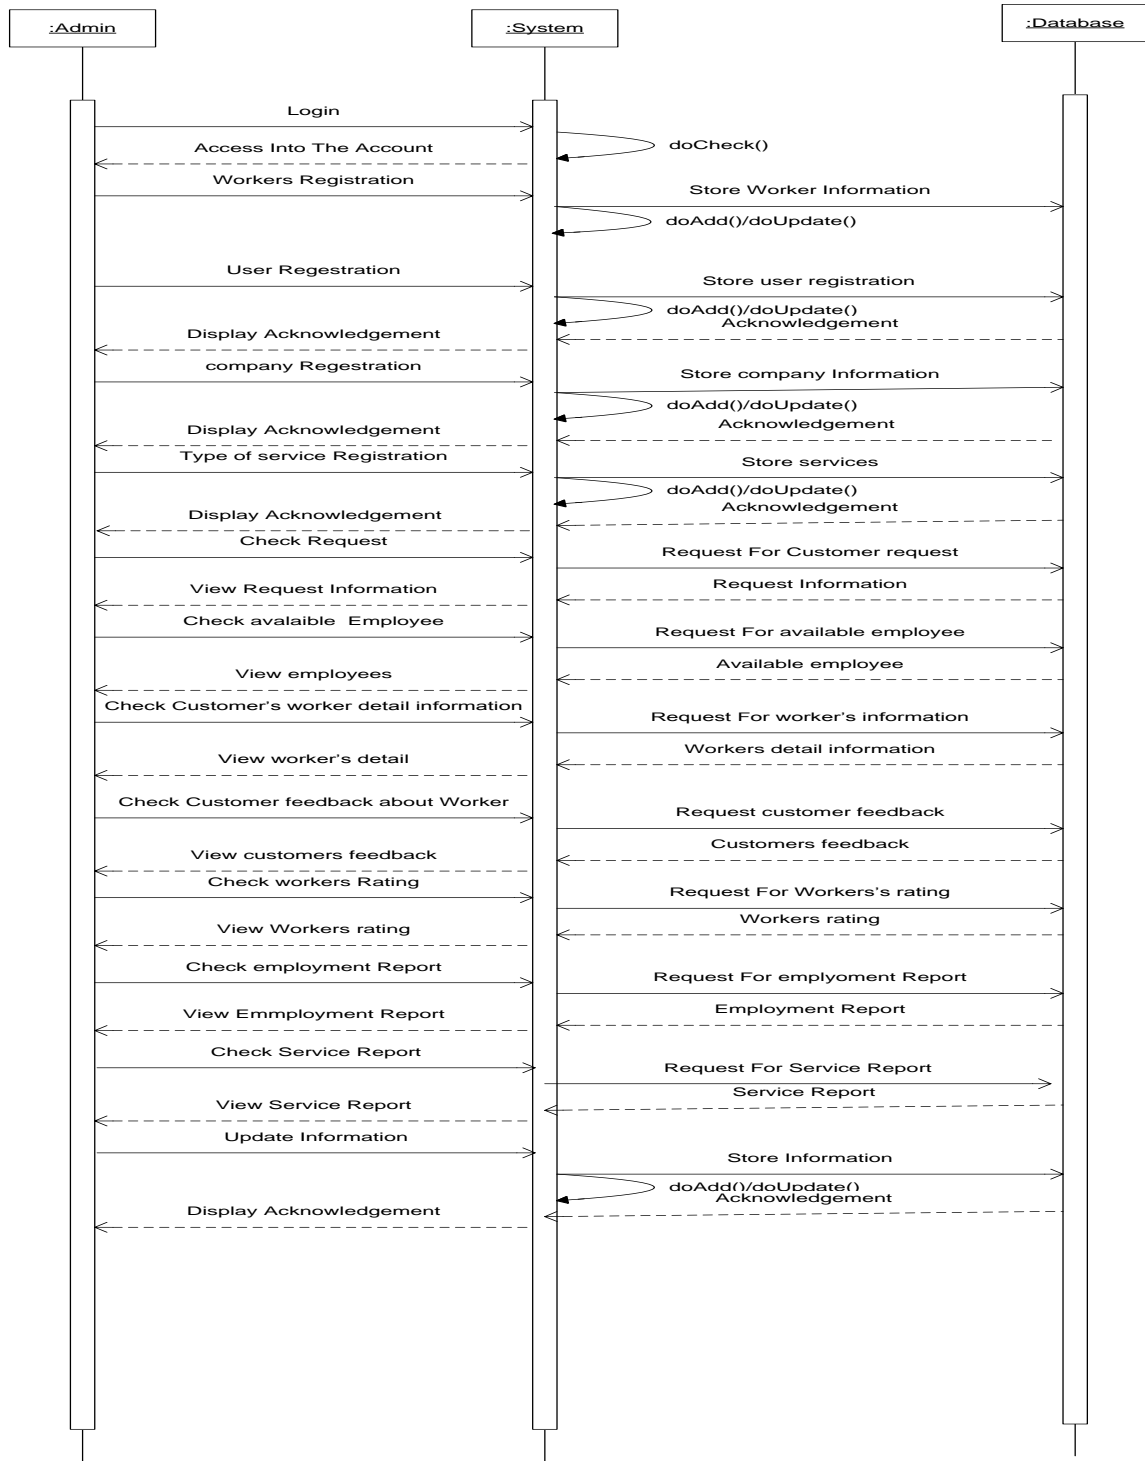 :Admin
:System
:Database
Login
doCheck()
Access Into The Account
Workers Registration
Store Worker Information
doAdd()/doUpdate()
User Regestration
Store user registration
doAdd()/doUpdate()
Acknowledgement
Display Acknowledgement
company Regestration
Store company Information
doAdd()/doUpdate()
Acknowledgement
Display Acknowledgement
Type of service Registration
Store services
doAdd()/doUpdate()
Acknowledgement
Display Acknowledgement
Check Request
Request For Customer request
Request Information
View Request Information
Check avalaible Employee
Request For available employee
Available employee
View employees
Check Customer's worker detail information
Request For worker's information
Workers detail information
View worker's detail
Check Customer feedback about Worker
Request customer feedback
Customers feedback
View customers feedback
Check workers Rating
Request For Workers's rating
Workers rating
View Workers rating
Check employment Report
Request For emplyoment Report
Employment Report
View Emmployment Report
Check Service Report
Request For Service Report
Service Report
View Service Report
Update Information
Store Information
doAdd()/doUpdate()
Acknowledgement
Display Acknowledgement